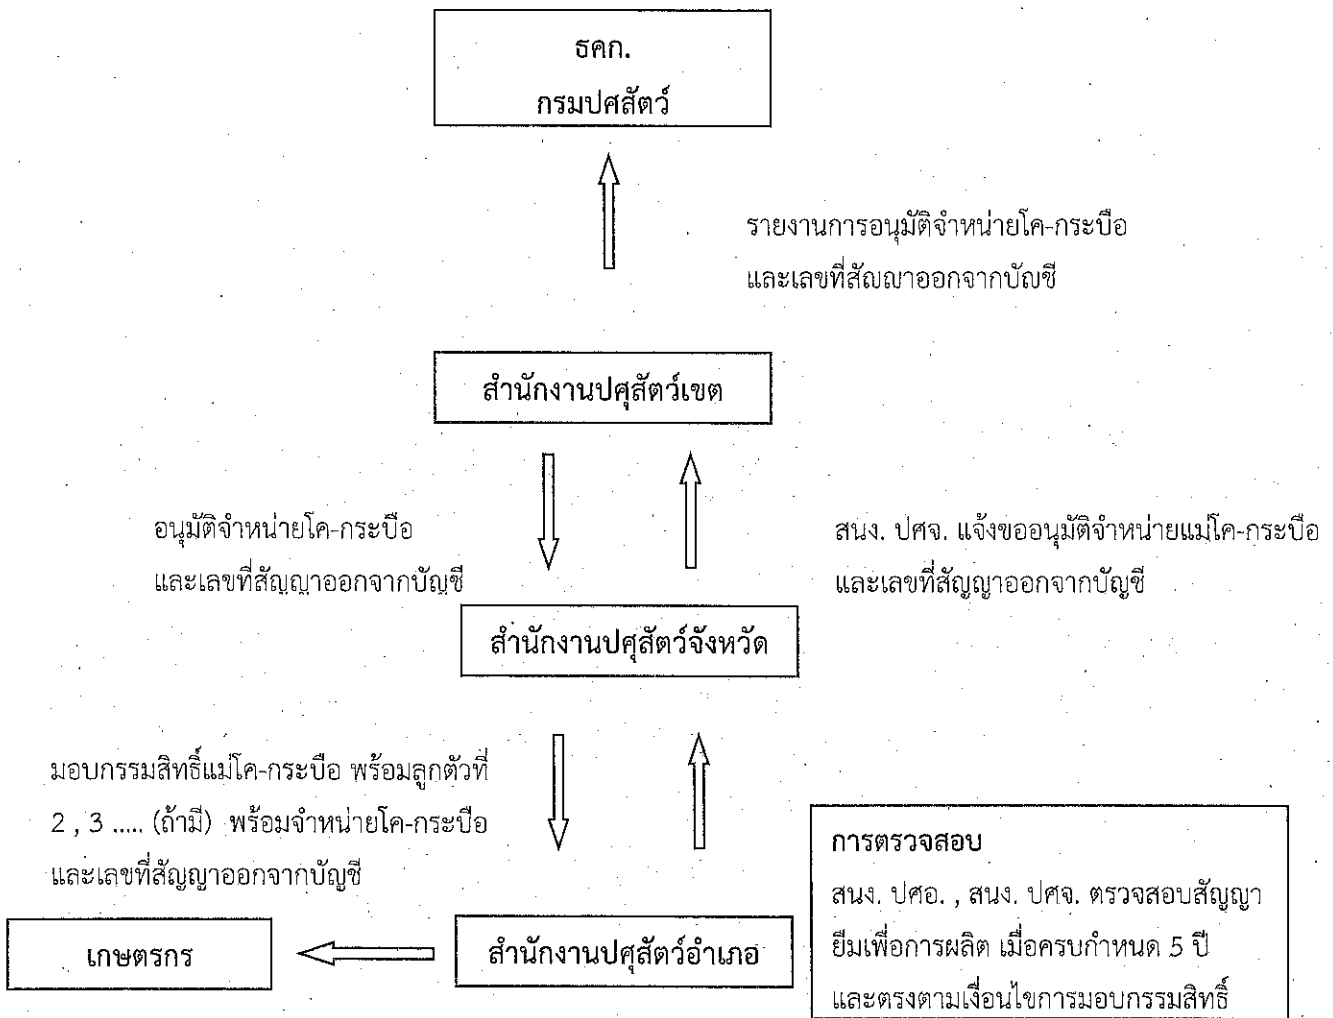 ธคก.
กรมปศสัตว์
รายงานการอนุมัติจำหน่ายโค-กระบือ
และเลขที่สัญญาออกจากบัญชี
สำนักงานปศุสัตว์เขต
อนุมัติจำหน่ายโค-กระบือ
และเลขที่สัญญาออกจากบัญชี
สนง. ปศจ. แจ้งขออนุมัติจำหน่ายแม่โค-กระบือ
และเลขที่สัญญาออกจากบัญชี
สำนักงานปศุสัตว์จังหวัด
มอบกรรมสิทธิ์แม่โค-กระบือ พร้อมลูกตัวที่
2 , 3 ..... (ถ้ามี) พร้อมจำหน่ายโค-กระบือ
และเลขที่สัญญาออกจากบัญชี
การตรวจสอบ
สนง. ปศอ. , สนง. ปศจ. ตรวจสอบสัญญา
ยืมเพื่อการผลิต เมื่อครบกำหนด 5 ปี
และตรงตามเงื่อนไขการมอบกรรมสิทธิ์
เกษตรกร
สำนักงานปศุสัตว์อำเภอ